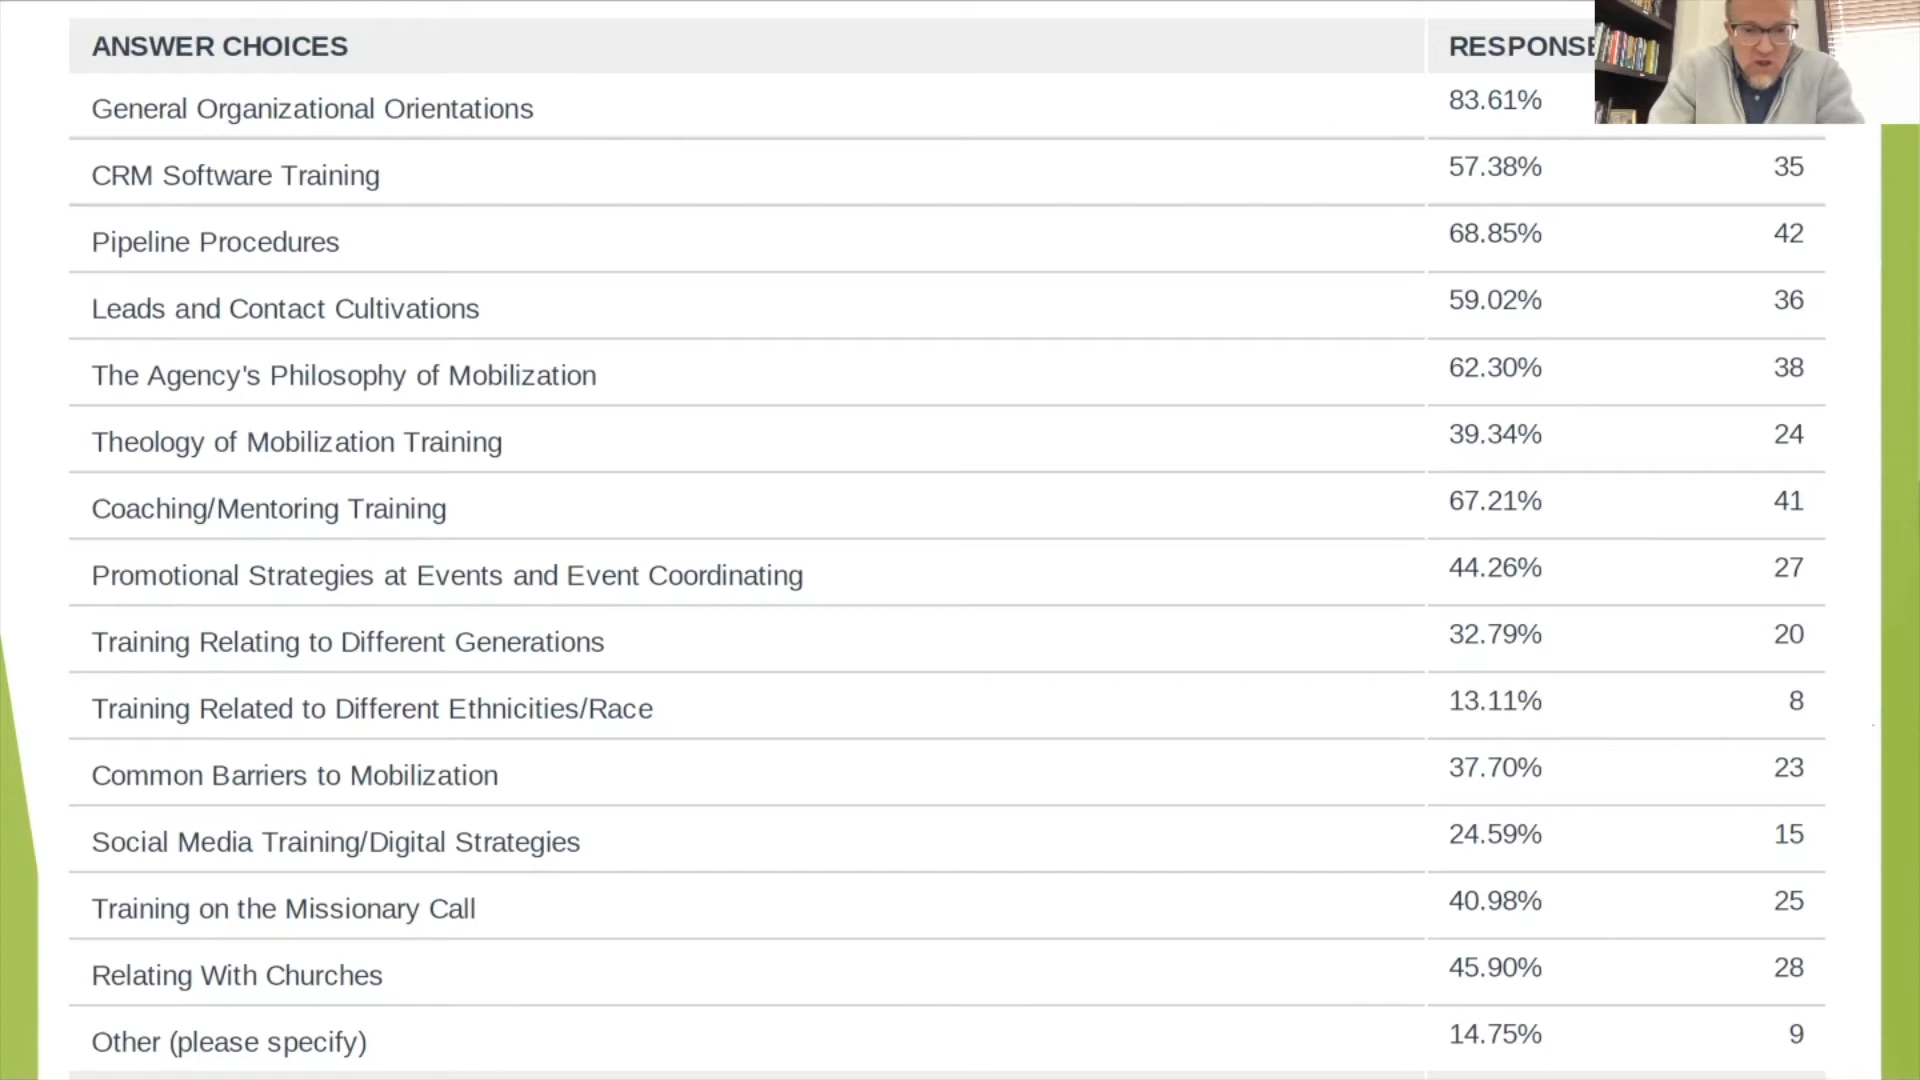 ANSWER CHOICES RESPONSE
General Organizational Orientations 83.61%
CRM Software Training 57.38% 35
Pipeline Procedures 68.85% 42
Leads and Contact Cultivations 59.02% 36
The Agency's Philosophy of Mobilization 62.30% 38
Theology of Mobilization Training 39.34% 24
Coaching/Mentoring Training 67.21% 41
Promotional Strategies at Events and Event Coordinating 44.26% 27
Training Relating to Different Generations 32.79% 20
Training Related to Different Ethnicities/Race 13.11% 8
Common Barriers to Mobilization 37.70% 23
Social Media Training/Digital Strategies 24.59% 15
Training on the Missionary Call 40.98% 25
Relating With Churches 45.90% 28
Other (please specify) 14.75% 9